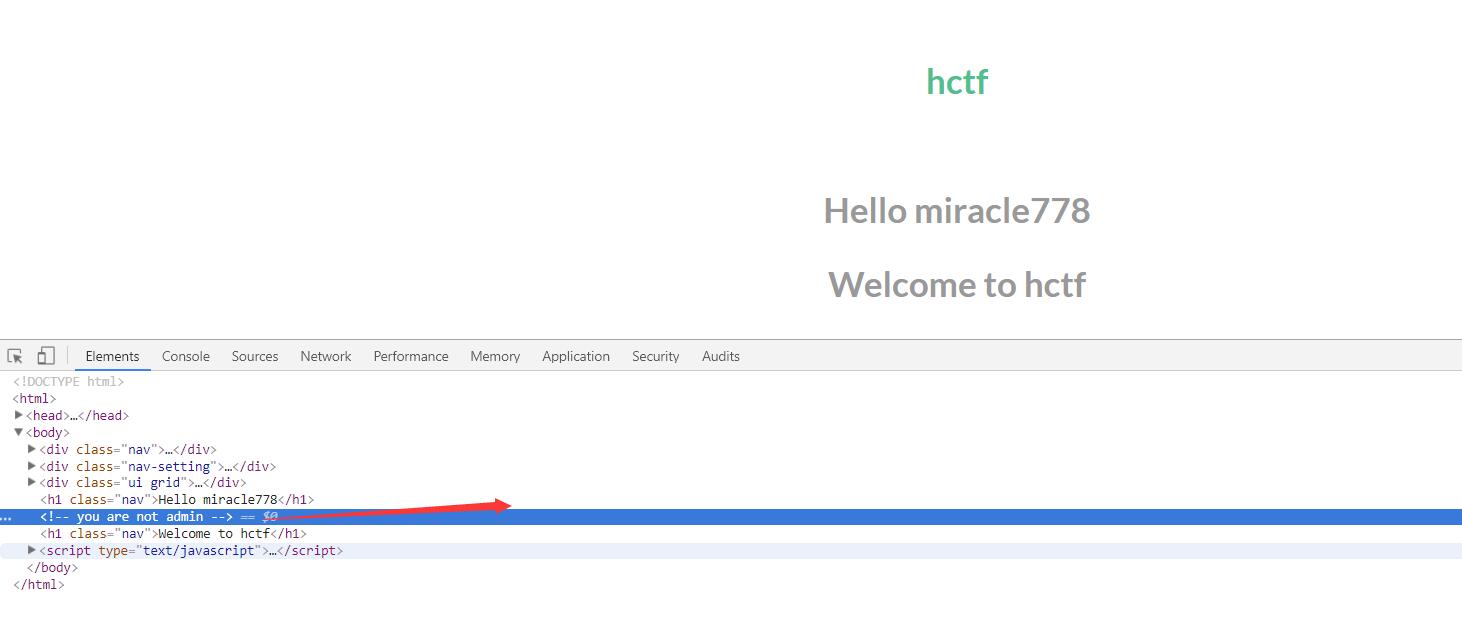 hctf
Hello miracle778
Welcome to hctf
Elements Console Sources Network Performance Memory Application Security Audits
<!DOCTYPE html>
<html>
<head>…</head>
<body>
<div class="nav">…</div>
<div class="nav-setting">…</div>
<div class="ui grid">…</div>
<h1 class="nav">Hello miracle778</h1>
... <!-- you are not admin --> == $0
<h1 class="nav">Welcome to hctf</h1>
<script type="text/javascript">…</script>
</body>
</html>